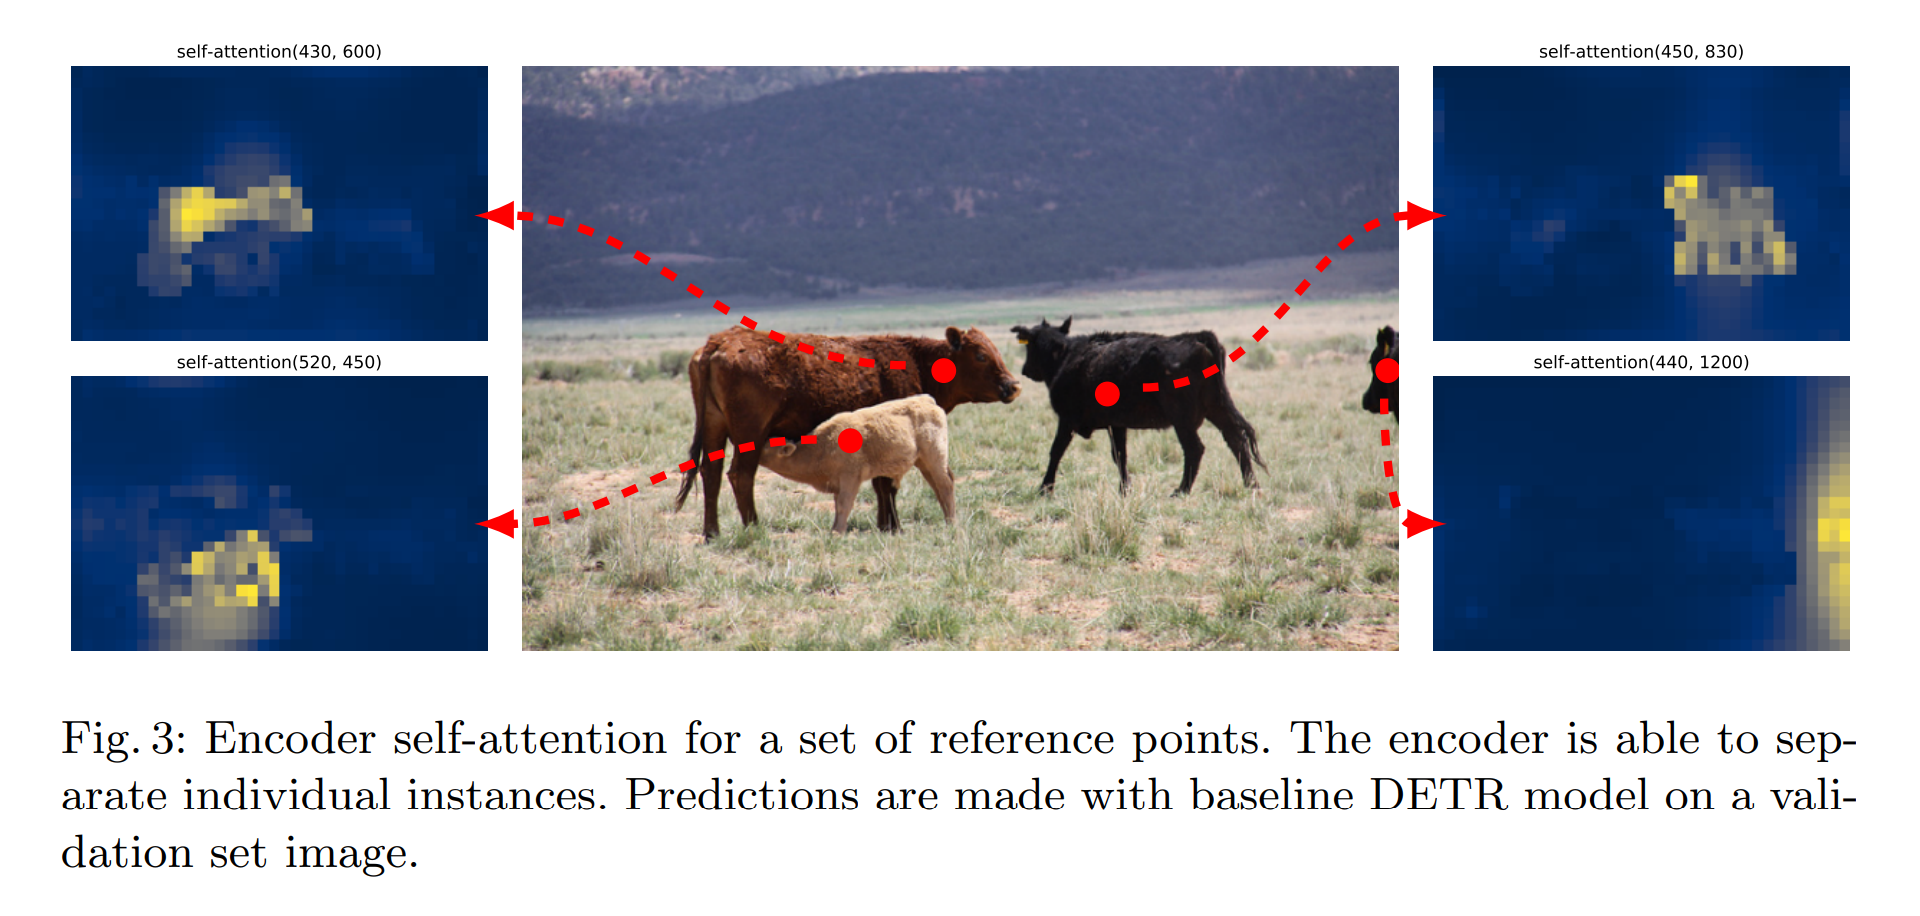 self-attention(430, 600)
self-attention(450, 830)
self-attention(520, 450)
self-attention(440, 1200)
Fig. 3: Encoder self-attention for a set of reference points. The encoder is able to sep-
arate individual instances. Predictions are made with baseline DETR model on a vali-
dation set image.